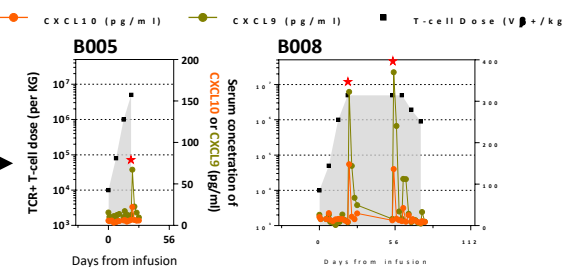 CXCL10 (pg/ml) CXCL9 (pg/ml) T-cell Dose (Vβ+/kg
B005 B008
TCR+ T-cell dose (per KG)
10⁷
10⁶
10⁵
10⁴
10³
200
150
100
50
0
Serum concetration of
CXCL10 or CXCL9
(pg/ml)
400
300
200
100
0
0 56
0 56 112
Days from infusion Days from infusion